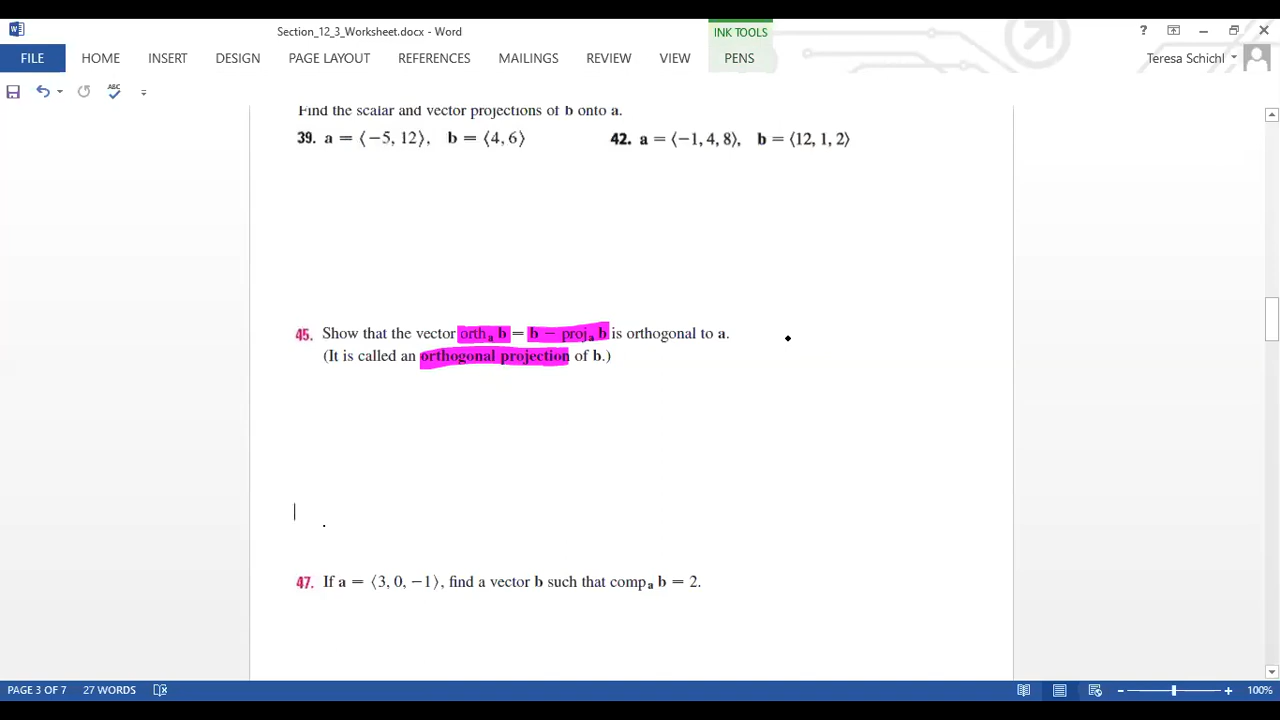 Section_12_3_Worksheet.docx - Word
INK TOOLS
?
FILE HOME INSERT DESIGN PAGE LAYOUT REFERENCES MAILINGS REVIEW VIEW PENS
Teresa Schichl
ABC
Find the scalar and vector projections of b onto a.
39. a = ⟨−5, 12⟩, b = ⟨4, 6⟩ 42. a = ⟨−1, 4, 8⟩, b = ⟨12, 1, 2⟩
45. Show that the vector orthₐ b = b − projₐ b is orthogonal to a.
(It is called an orthogonal projection of b.)
47. If a = ⟨3, 0, −1⟩, find a vector b such that compₐ b = 2.
PAGE 3 OF 7 27 WORDS 100%